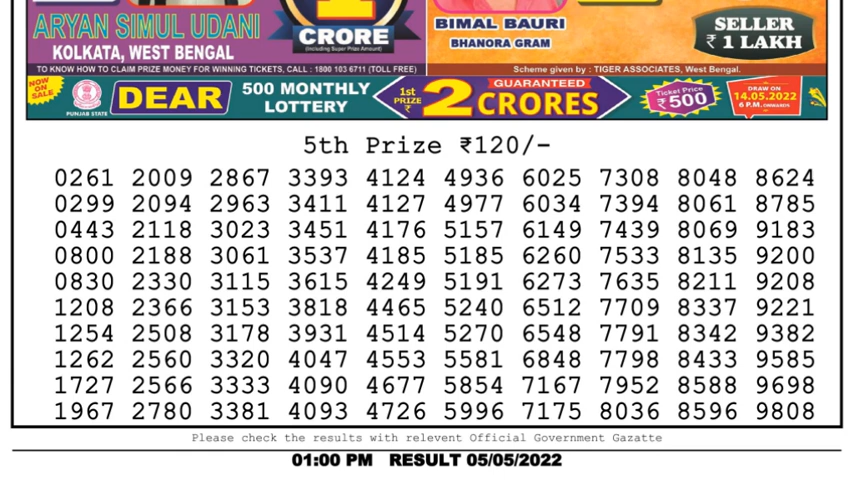 ARYAN SIMUL UDANI
KOLKATA, WEST BENGAL
1
CRORE
(Including Super Prize Amount)
BIMAL BAURI
BHANORA GRAM
SELLER
₹ 1 LAKH
TO KNOW HOW TO CLAIM PRIZE MONEY FOR WINNING TICKETS, CALL : 1800 103 6711 (TOLL FREE)
Scheme given by : TIGER ASSOCIATES, West Bengal.
NOW ON SALE
PUNJAB STATE
DEAR
500 MONTHLY
LOTTERY
1st
PRIZE
₹
2
GUARANTEED
CRORES
Ticket Price
₹500
DRAW ON
14.05.2022
6 P.M. ONWARDS
5th Prize ₹120/-
0261 2009 2867 3393 4124 4936 6025 7308 8048 8624
0299 2094 2963 3411 4127 4977 6034 7394 8061 8785
0443 2118 3023 3451 4176 5157 6149 7439 8069 9183
0800 2188 3061 3537 4185 5185 6260 7533 8135 9200
0830 2330 3115 3615 4249 5191 6273 7635 8211 9208
1208 2366 3153 3818 4465 5240 6512 7709 8337 9221
1254 2508 3178 3931 4514 5270 6548 7791 8342 9382
1262 2560 3320 4047 4553 5581 6848 7798 8433 9585
1727 2566 3333 4090 4677 5854 7167 7952 8588 9698
1967 2780 3381 4093 4726 5996 7175 8036 8596 9808
Please check the results with relevent Official Government Gazatte
01:00 PM RESULT 05/05/2022